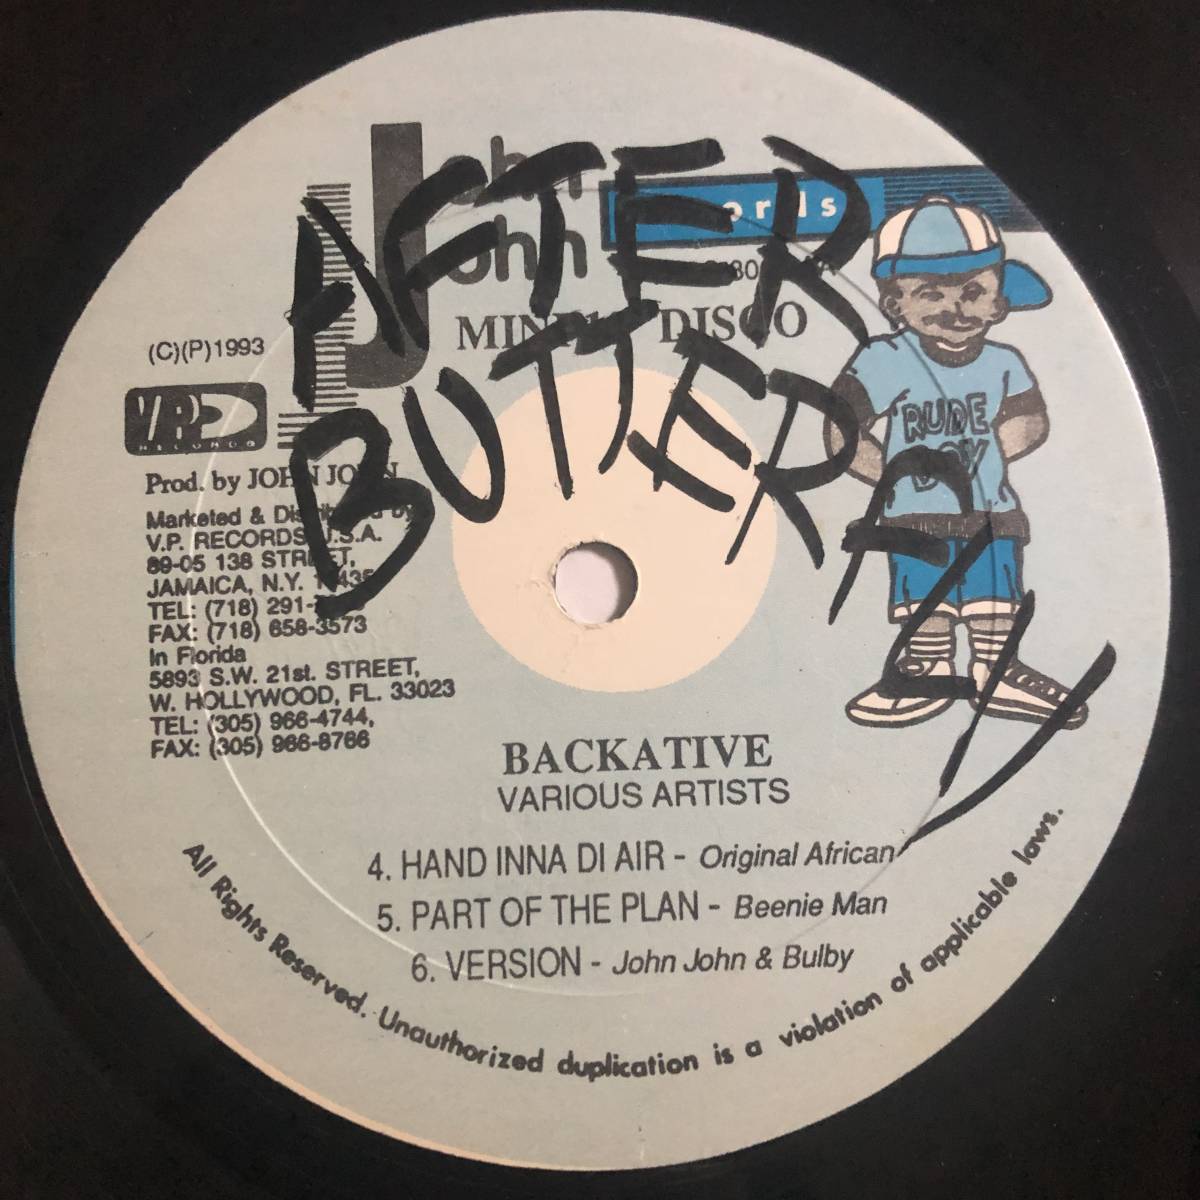 John
John
AFTER
BUTTER
FLY
DISCO
(C)(P)1993
VP
RECORDS
RUDE
BOY
Prod. by JOHN JOHN
Marketed & Distributed by
V.P. RECORDS U.S.A.
89-05 138 STREET,
JAMAICA, N.Y.
TEL: (718) 291-
FAX: (718) 658-3573
In Florida
5893 S.W. 21st. STREET,
W. HOLLYWOOD, FL. 33023
TEL: (305) 966-4744,
FAX: (305) 966-8766
BACKATIVE
VARIOUS ARTISTS
4. HAND INNA DI AIR - Original African
5. PART OF THE PLAN - Beenie Man
6. VERSION - John John & Bulby
All Rights Reserved. Unauthorized duplication is a violation of applicable laws.